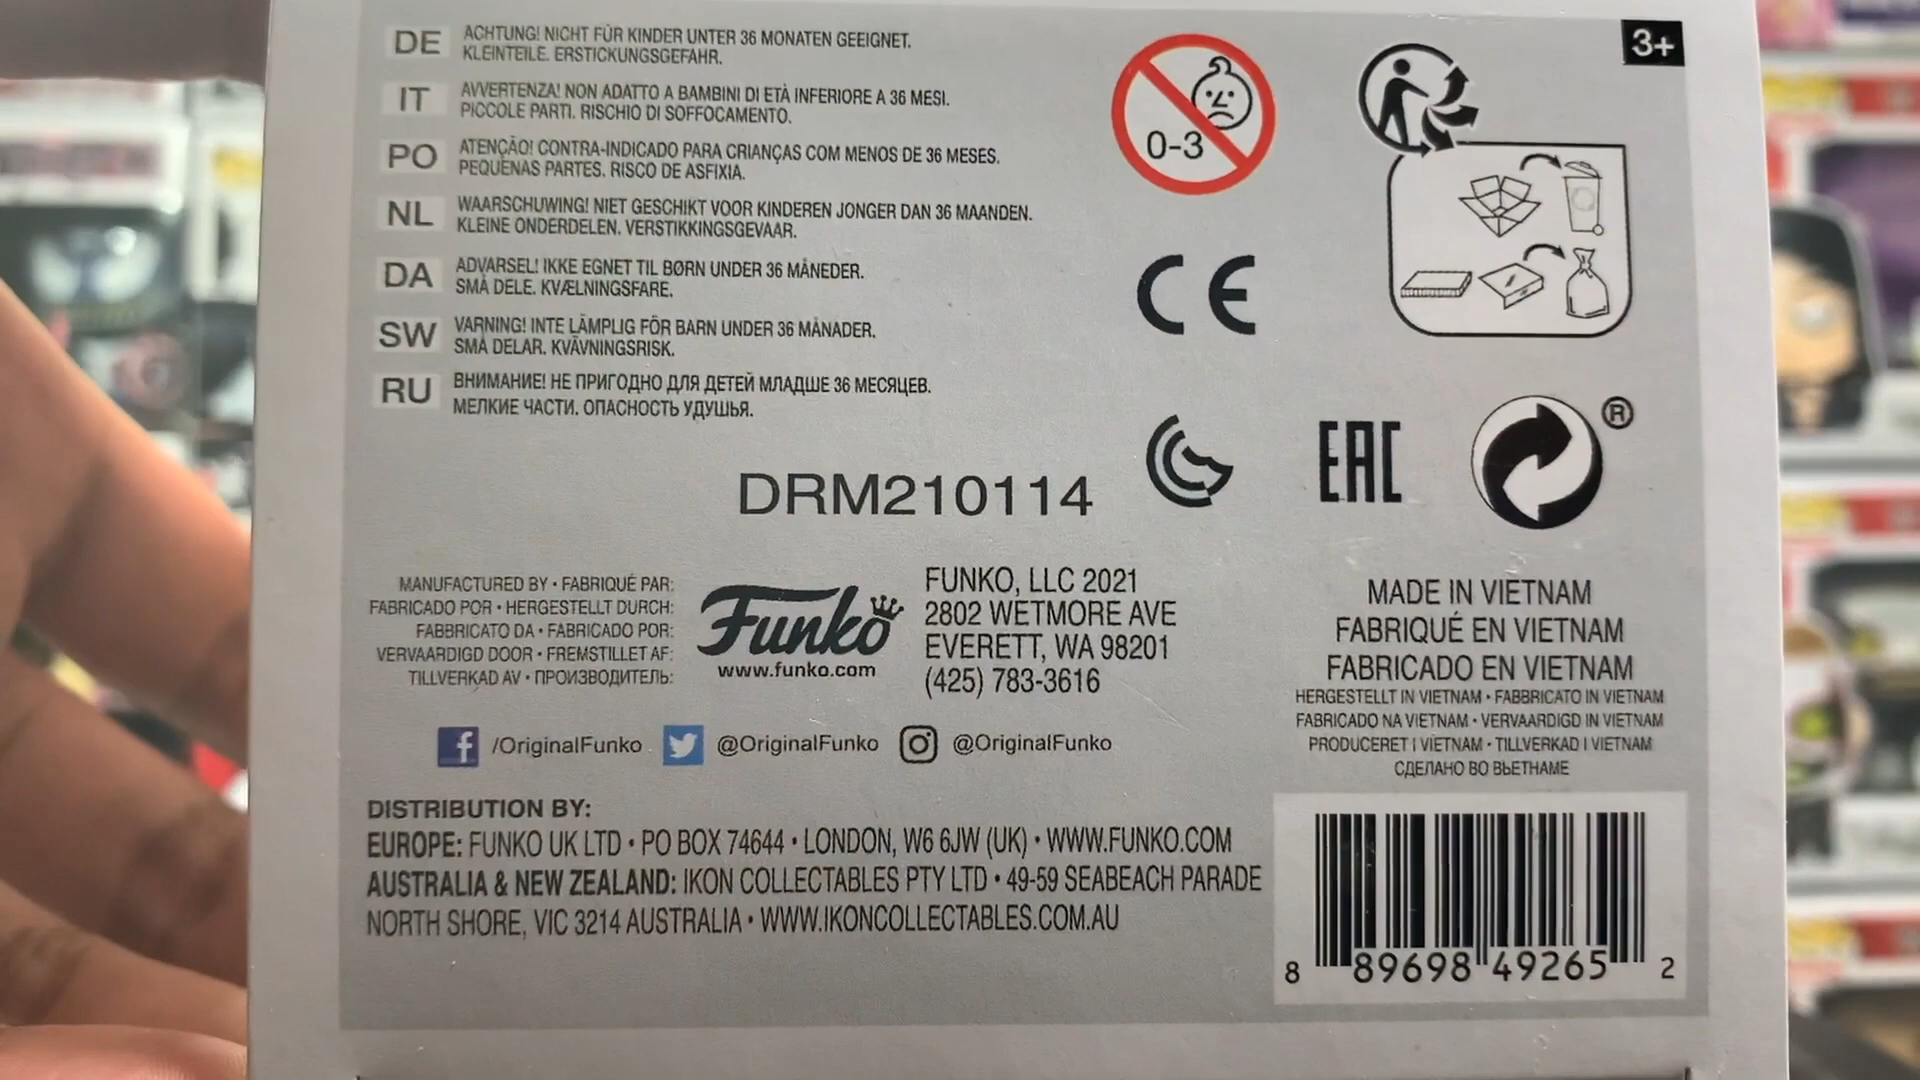 3+
DE ACHTUNG! NICHT FÜR KINDER UNTER 36 MONATEN GEEIGNET.
KLEINTEILE. ERSTICKUNGSGEFAHR.
IT AVVERTENZA! NON ADATTO A BAMBINI DI ETÀ INFERIORE A 36 MESI.
PICCOLE PARTI. RISCHIO DI SOFFOCAMENTO.
PO ATENÇÃO! CONTRA-INDICADO PARA CRIANÇAS COM MENOS DE 36 MESES.
PEQUENAS PARTES. RISCO DE ASFIXIA.
NL WAARSCHUWING! NIET GESCHIKT VOOR KINDEREN JONGER DAN 36 MAANDEN.
KLEINE ONDERDELEN. VERSTIKKINGSGEVAAR.
DA ADVARSEL! IKKE EGNET TIL BØRN UNDER 36 MÅNEDER.
SMÅ DELE. KVÆLNINGSFARE.
SW VARNING! INTE LÄMPLIG FÖR BARN UNDER 36 MÅNADER.
SMÅ DELAR. KVÄVNINGSRISK.
RU ВНИМАНИЕ! НЕ ПРИГОДНО ДЛЯ ДЕТЕЙ МЛАДШЕ 36 МЕСЯЦЕВ.
МЕЛКИЕ ЧАСТИ. ОПАСНОСТЬ УДУШЬЯ.
0-3
CE
EAC
®
DRM210114
MANUFACTURED BY • FABRIQUÉ PAR:
FABRICADO POR • HERGESTELLT DURCH:
FABBRICATO DA • FABRICADO POR:
VERVAARDIGD DOOR • FREMSTILLET AF:
TILLVERKAD AV • ПРОИЗВОДИТЕЛЬ:
Funko
www.funko.com
FUNKO, LLC 2021
2802 WETMORE AVE
EVERETT, WA 98201
(425) 783-3616
MADE IN VIETNAM
FABRIQUÉ EN VIETNAM
FABRICADO EN VIETNAM
HERGESTELLT IN VIETNAM • FABBRICATO IN VIETNAM
FABRICADO NA VIETNAM • VERVAARDIGD IN VIETNAM
PRODUCERET I VIETNAM • TILLVERKAD I VIETNAM
СДЕЛАНО ВО ВЬЕТНАМЕ
/OriginalFunko @OriginalFunko @OriginalFunko
DISTRIBUTION BY:
EUROPE: FUNKO UK LTD • PO BOX 74644 • LONDON, W6 6JW (UK) • WWW.FUNKO.COM
AUSTRALIA & NEW ZEALAND: IKON COLLECTABLES PTY LTD • 49-59 SEABEACH PARADE
NORTH SHORE, VIC 3214 AUSTRALIA • WWW.IKONCOLLECTABLES.COM.AU
8 89698 49265 2